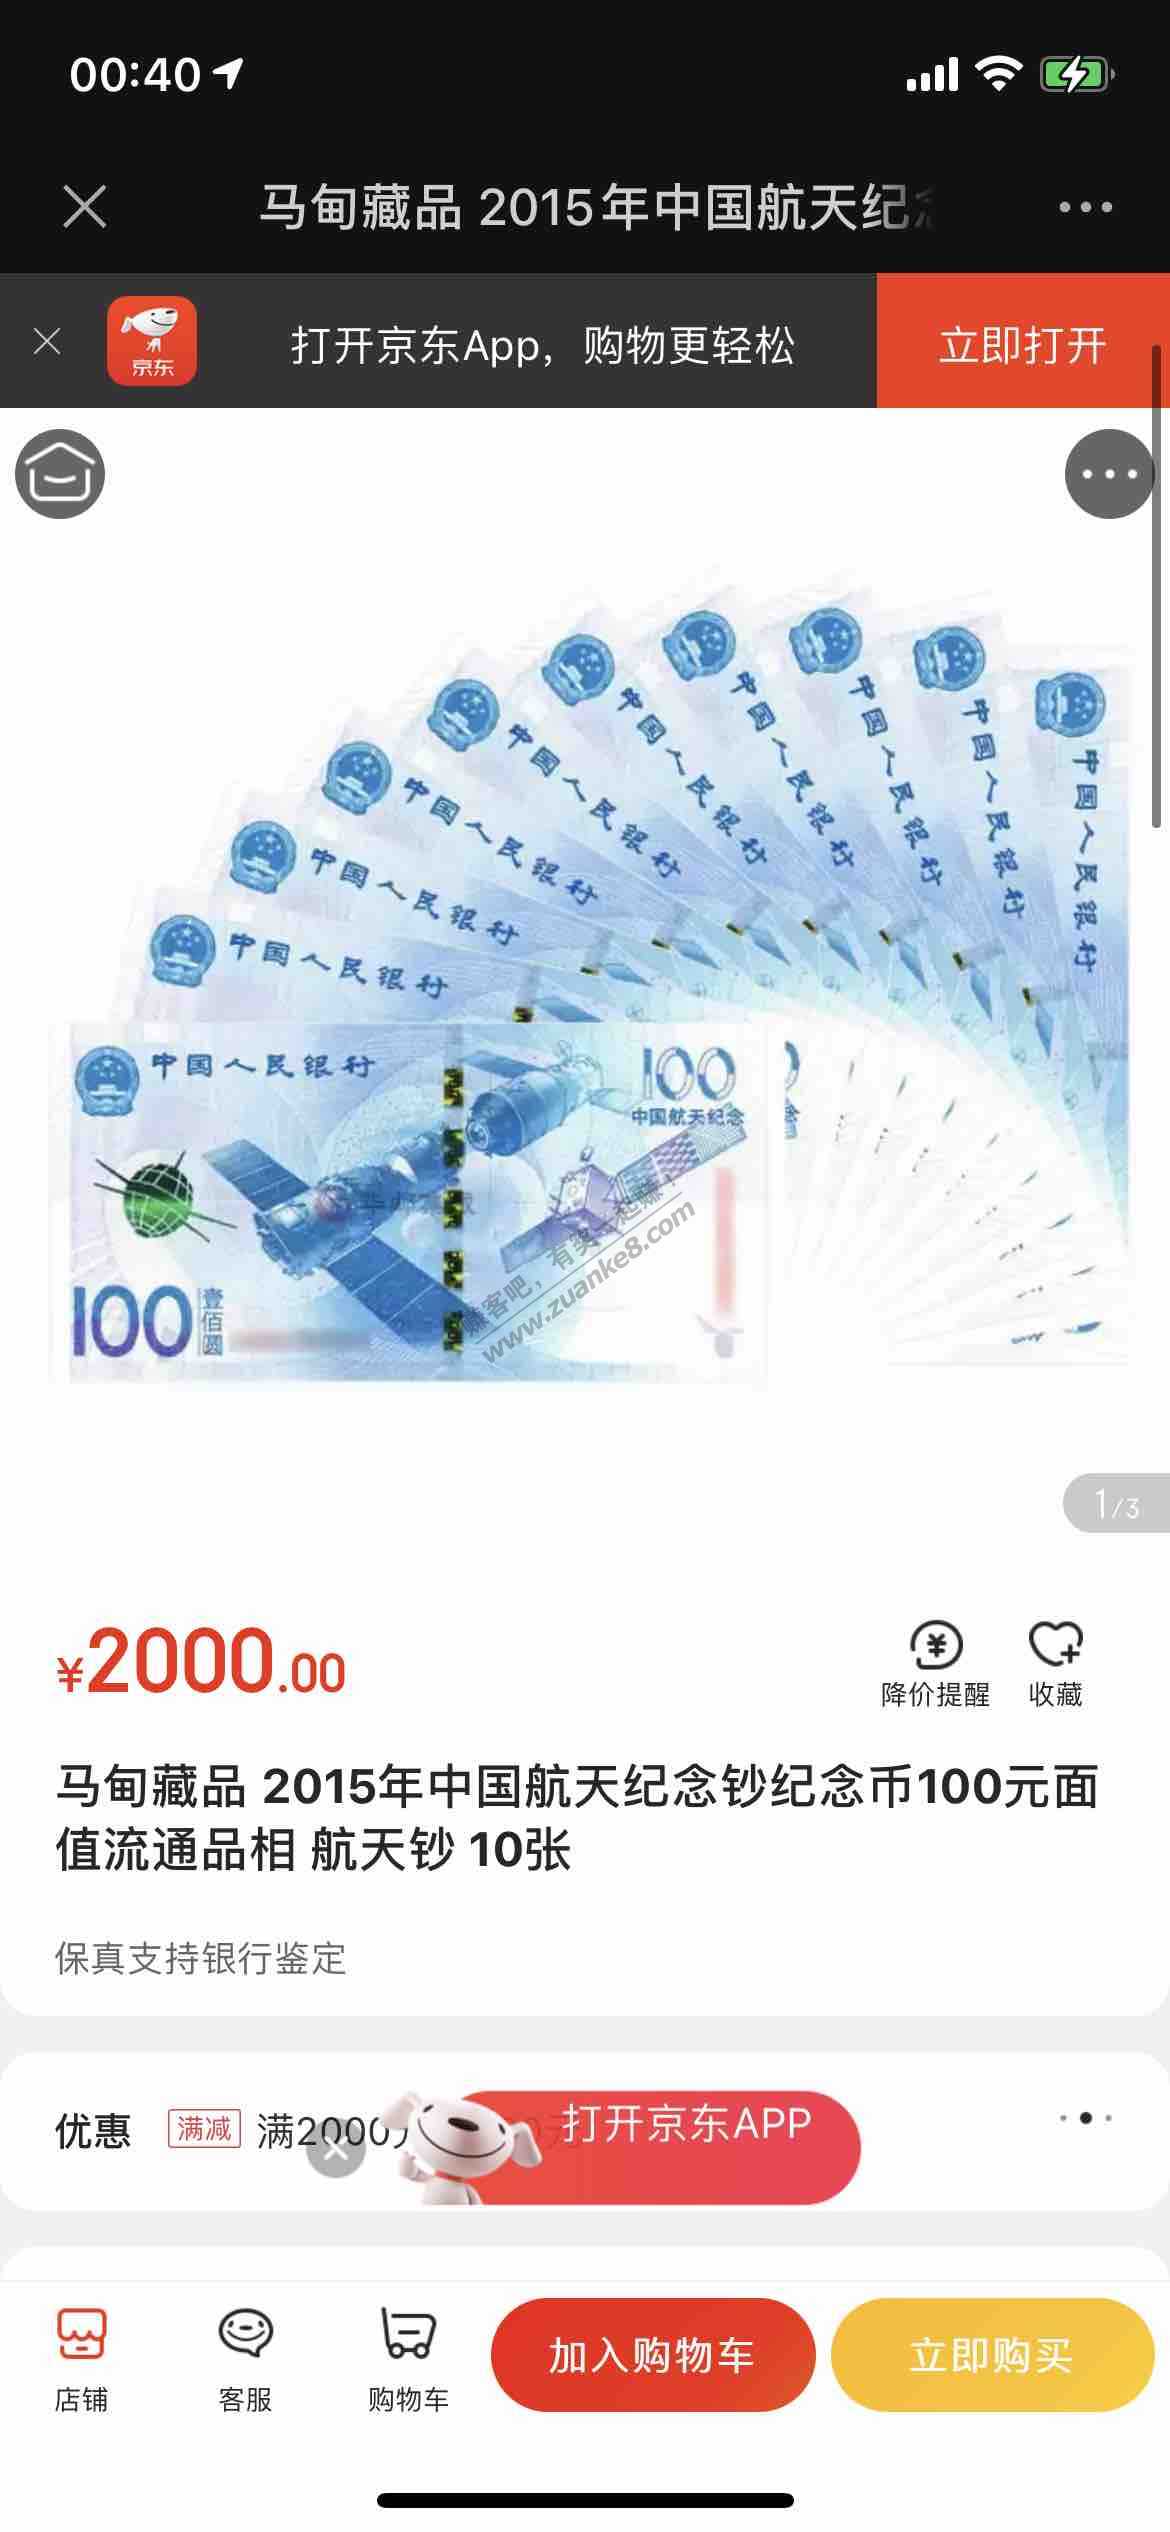 00:40
马甸藏品 2015年中国航天纪
京东
打开京东App，购物更轻松
立即打开
中国人民银行
中国人民银行
中国人民银行
中国人民银行
中国人民银行
中国人民银行
中国人民银行
中国人民银行
中国人民银行
中国人民银行
100
中国航天纪念
100
壹佰圆
赚客吧，有奖一起赚！
www.zuanke8.com
1/3
¥2000.00
降价提醒
收藏
马甸藏品 2015年中国航天纪念钞纪念币100元面
值流通品相 航天钞 10张
保真支持银行鉴定
优惠
满减
满2000
元
打开京东APP
店铺
客服
购物车
加入购物车
立即购买